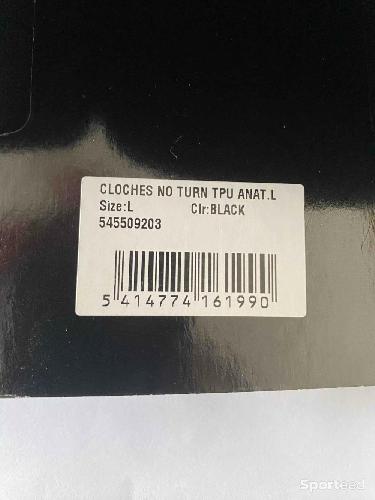 CLOCHES NO TURN TPU ANAT.L
Size:L Clr:BLACK
545509203
5 414774 161990
Sporteed